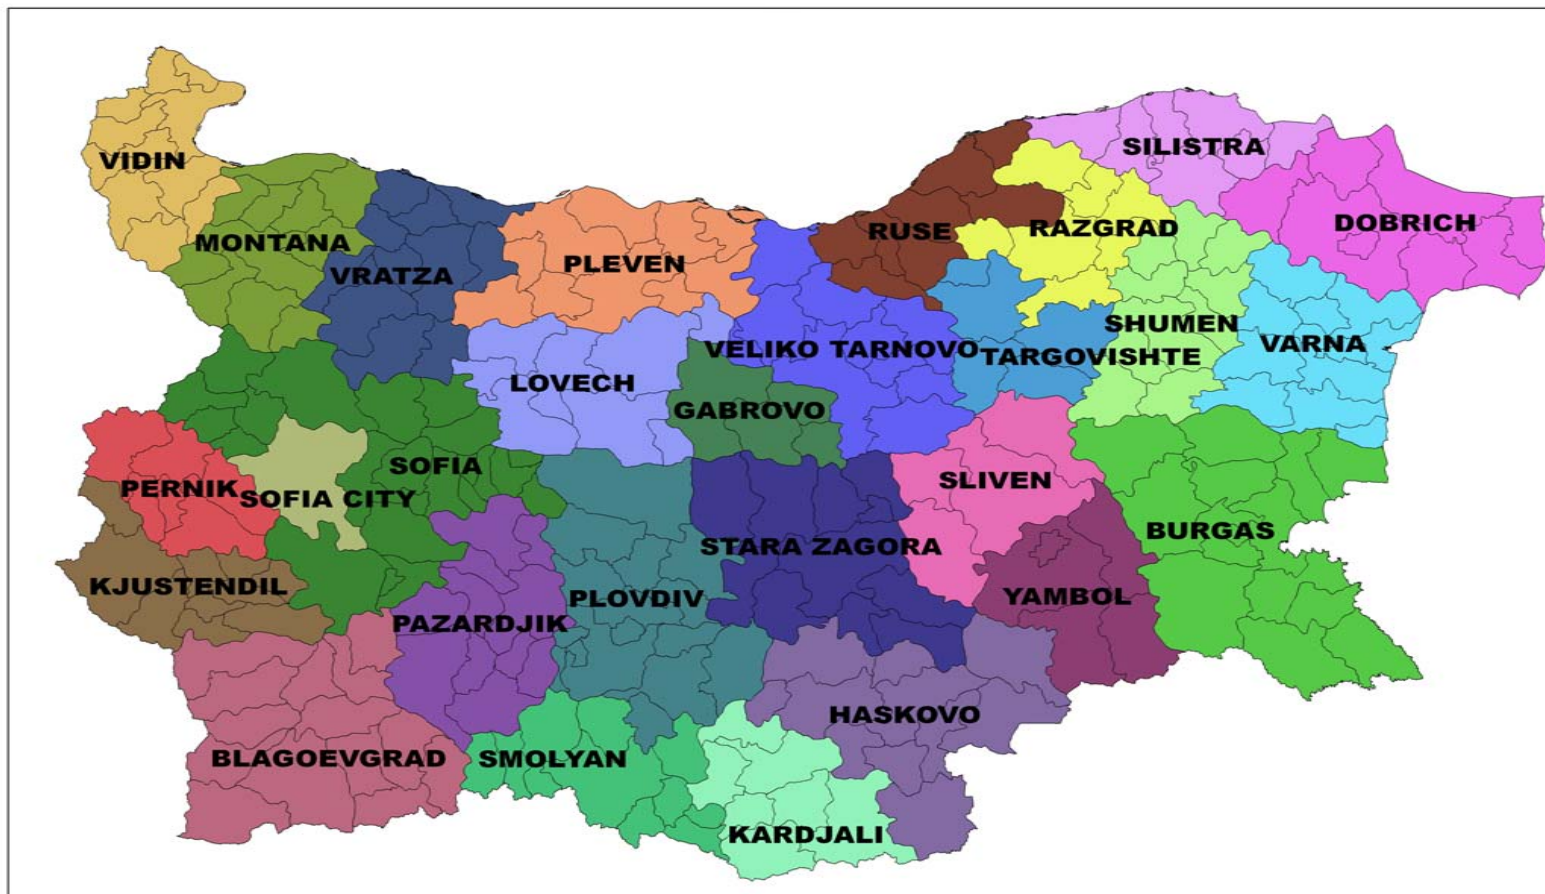 SILISTRA
VIDIN
DOBRICH
RUSE
RAZGRAD
MONTANA
PLEVEN
VRATZA
SHUMEN
VARNA
VELIKO TARNOVO
TARGOVISHTE
LOVECH
GABROVO
SOFIA
SLIVEN
PERNIK
SOFIA CITY
BURGAS
STARA ZAGORA
KJUSTENDIL
YAMBOL
PLOVDIV
PAZARDJIK
HASKOVO
BLAGOEVGRAD
SMOLYAN
KARDJALI